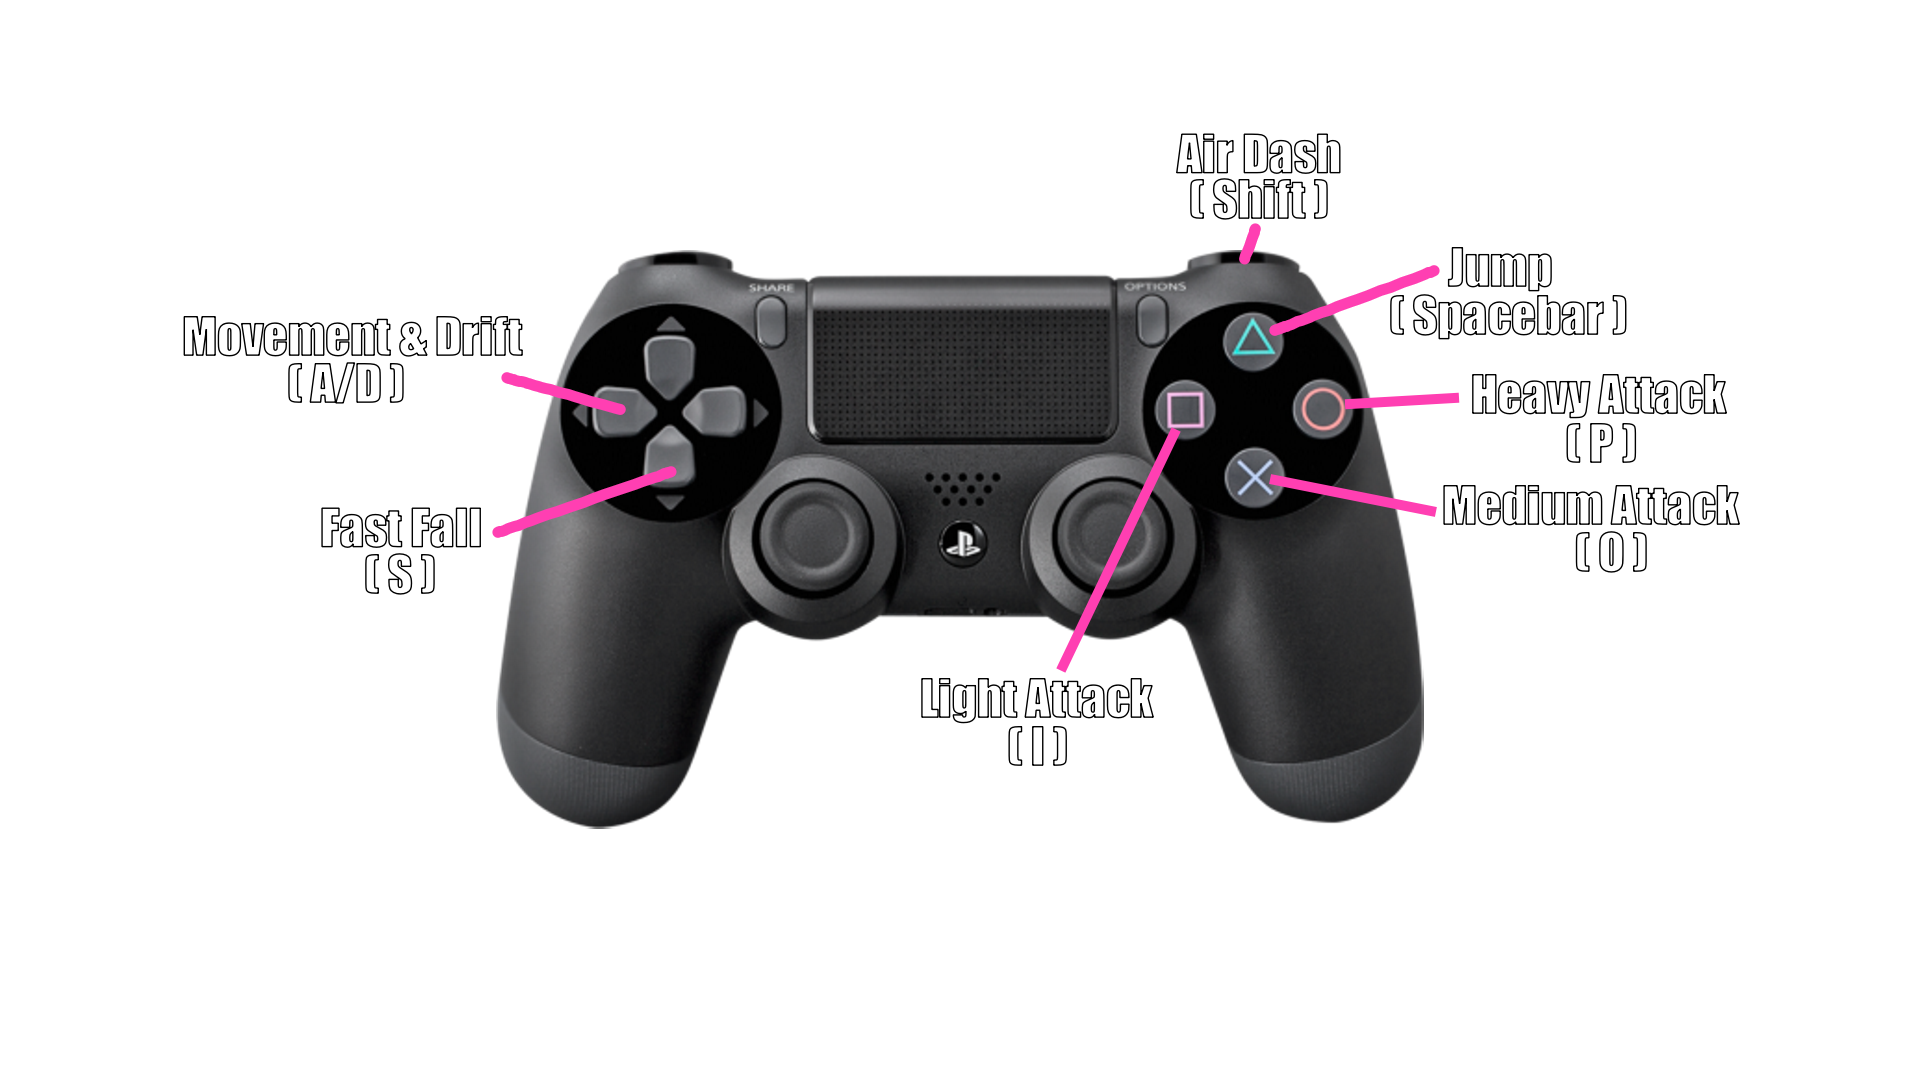 Air Dash
( Shift )
Jump
( Spacebar )
SHARE
OPTIONS
Movement & Drift
( A/D )
Heavy Attack
( P )
Medium Attack
( O )
Fast Fall
( S )
Light Attack
( I )